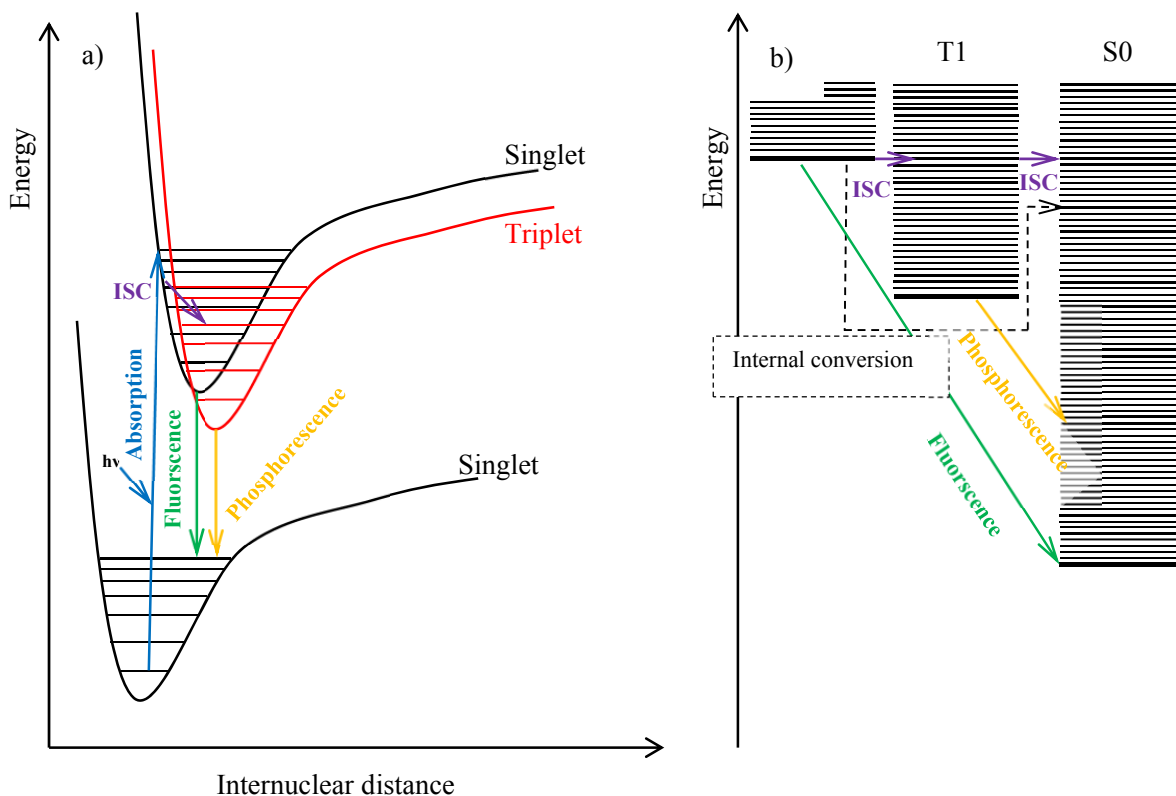 a)
Energy
Singlet
Triplet
ISC
Absorption
hν
Fluorscence
Phosphorescence
Singlet
Internuclear distance
b)
T1
S0
Energy
ISC
ISC
Internal conversion
Phosphorescence
Fluorscence